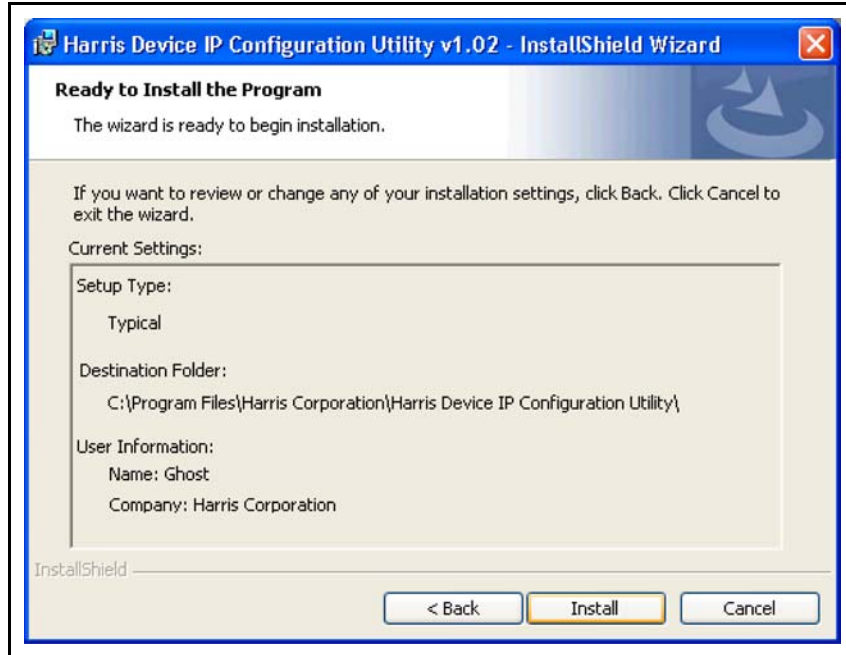 Harris Device IP Configuration Utility v1.02 - InstallShield Wizard
Ready to Install the Program
The wizard is ready to begin installation.
If you want to review or change any of your installation settings, click Back. Click Cancel to
exit the wizard.
Current Settings:
Setup Type:
Typical
Destination Folder:
C:\Program Files\Harris Corporation\Harris Device IP Configuration Utility\
User Information:
Name: Ghost
Company: Harris Corporation
InstallShield
< Back
Install
Cancel